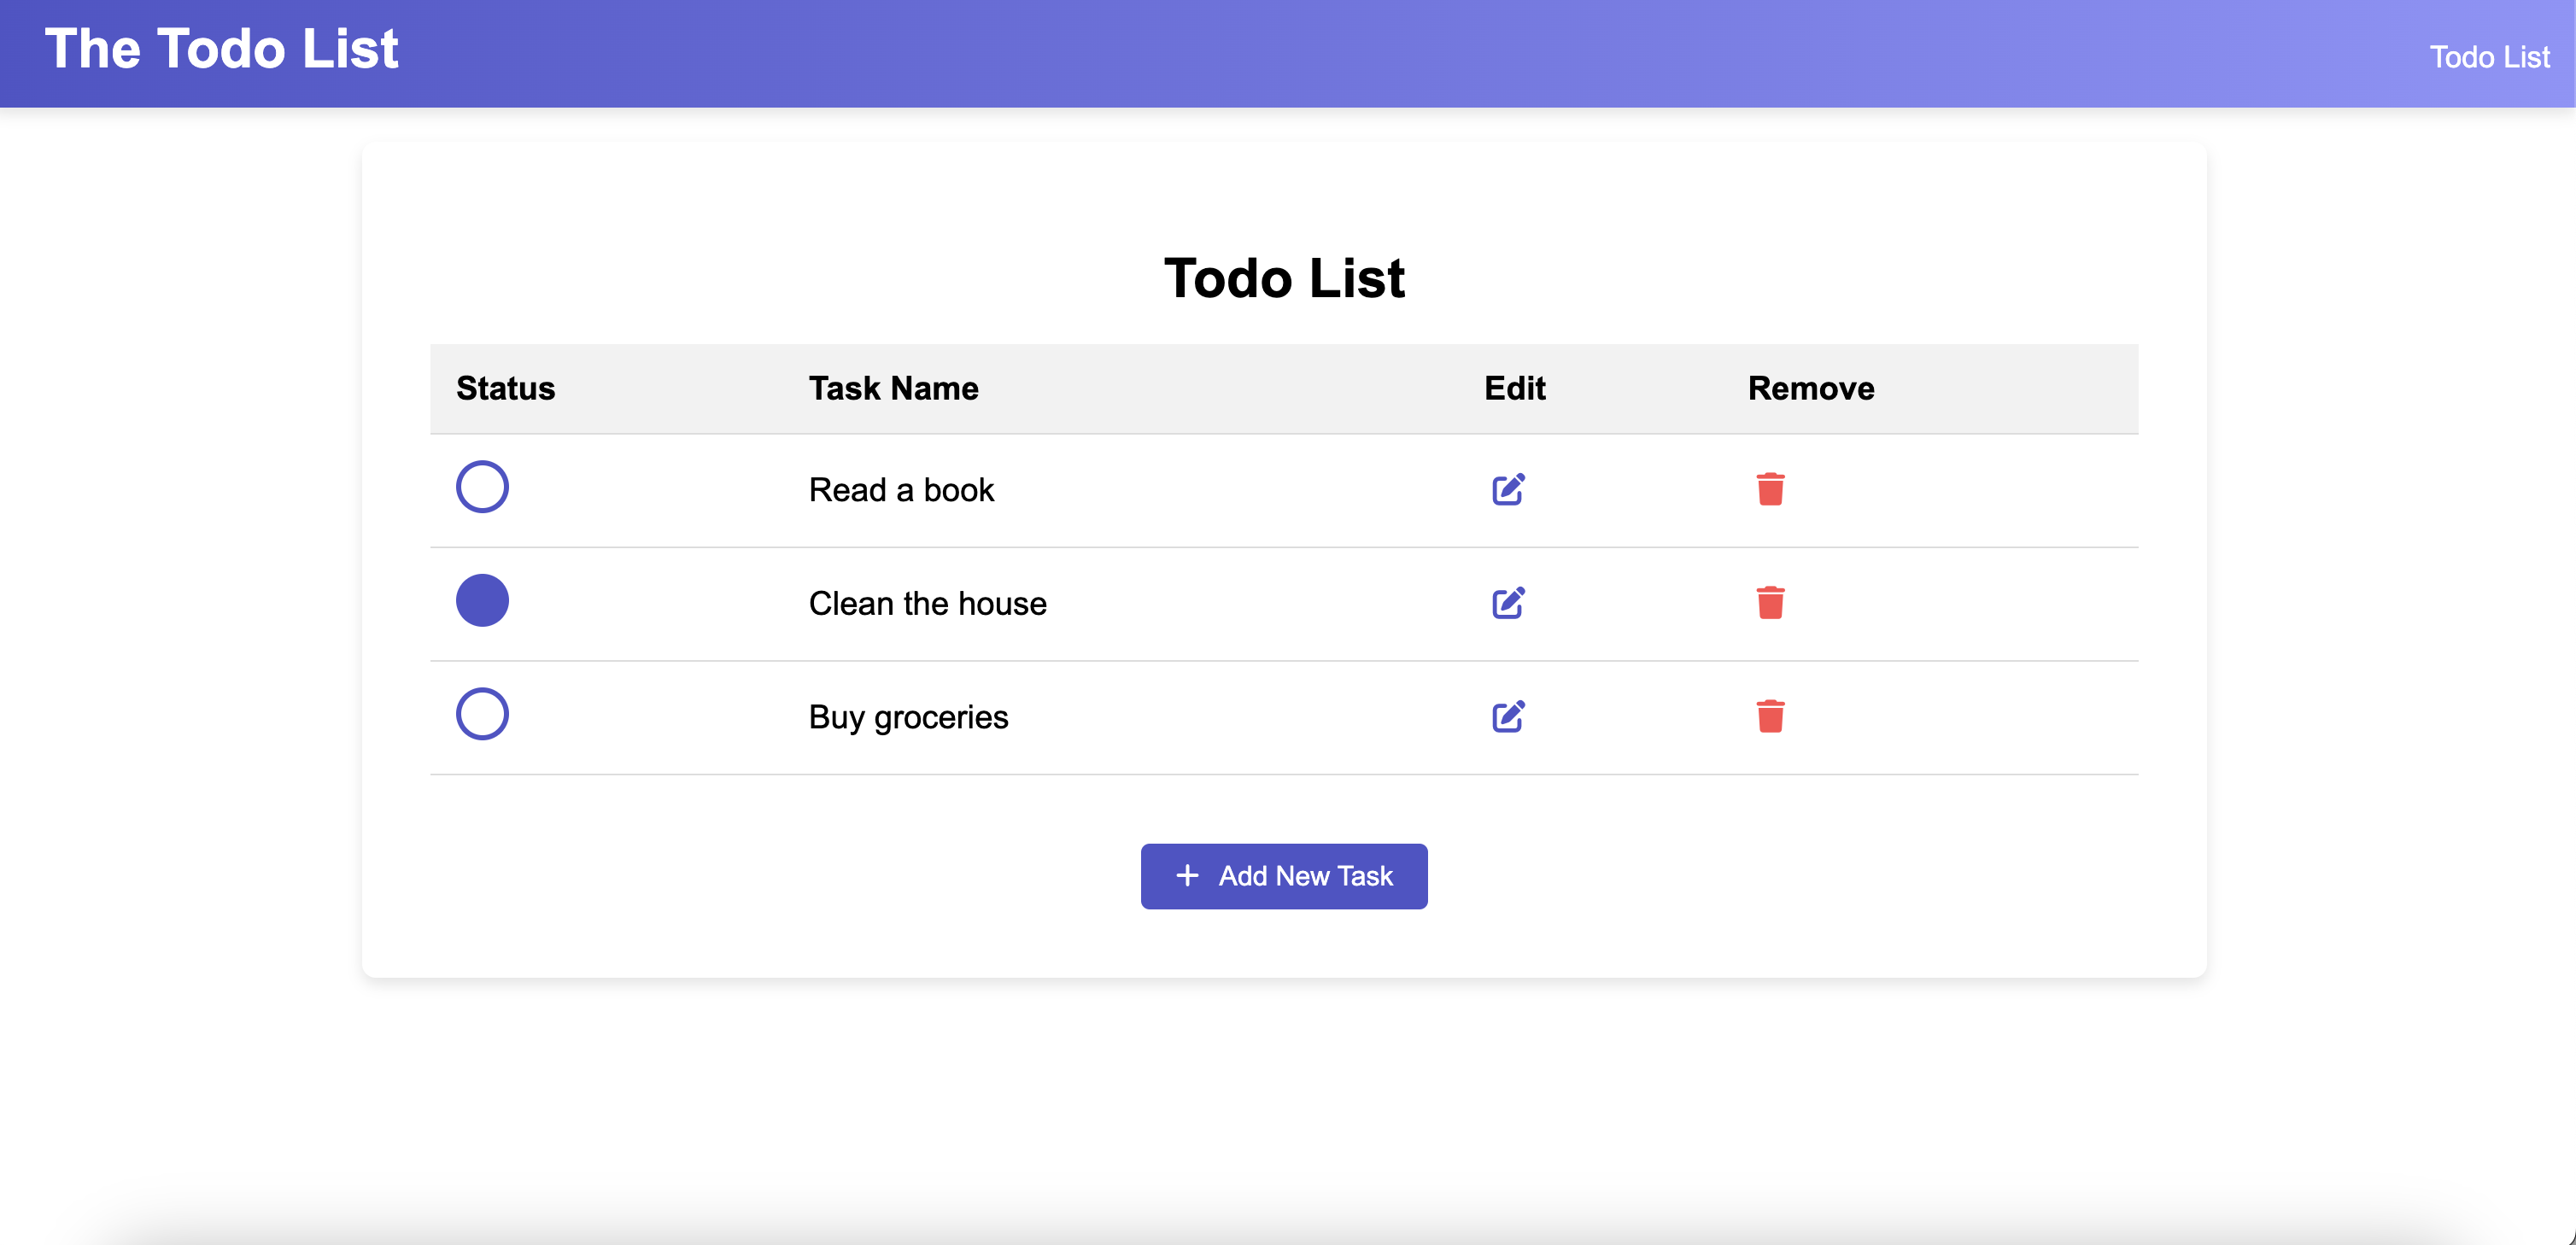 The Todo List
Todo List
Todo List
Status Task Name Edit Remove
Read a book
Clean the house
Buy groceries
Add New Task